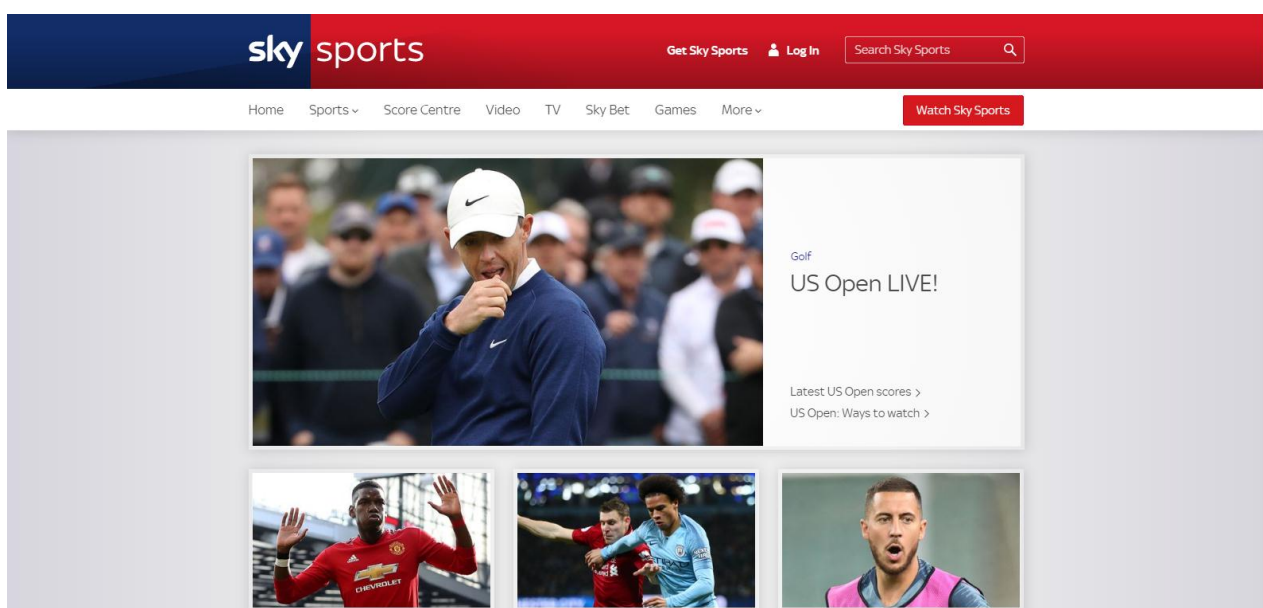 sky sports
Get Sky Sports Log In Search Sky Sports
Home Sports Score Centre Video TV Sky Bet Games More Watch Sky Sports
Golf
US Open LIVE!
Latest US Open scores >
US Open: Ways to watch >
CHEVROLET